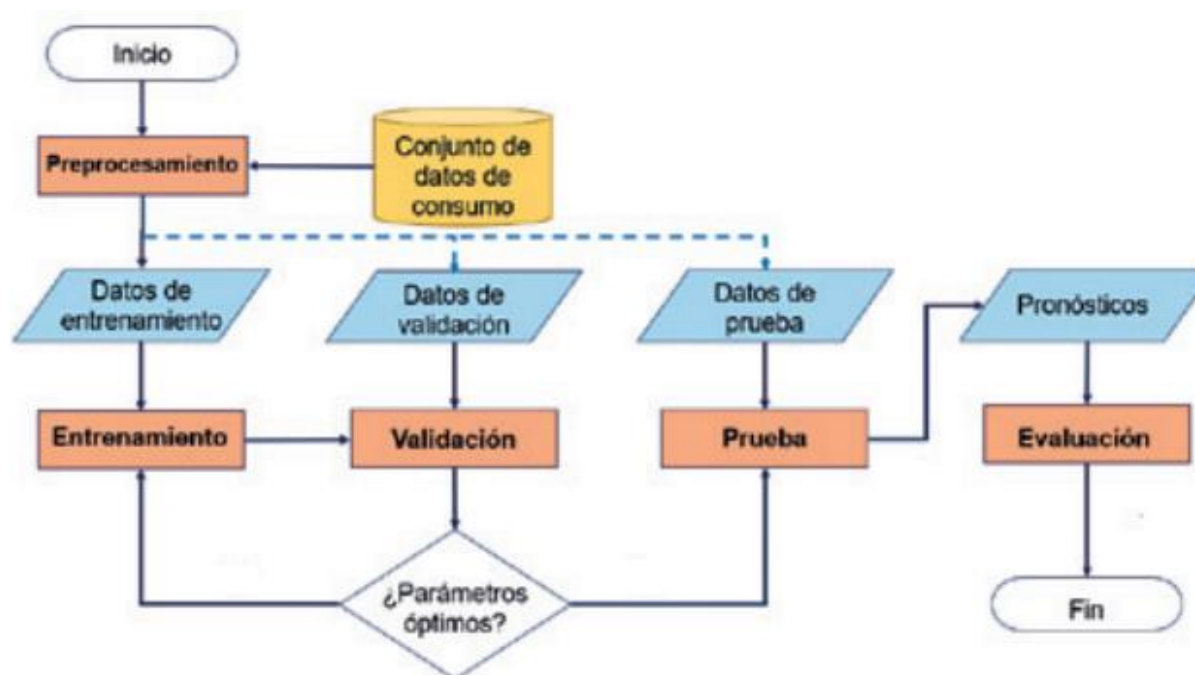 Inicio
Preprocesamiento
Conjunto de
datos de
consumo
Datos de
entrenamiento
Datos de
validación
Datos de
prueba
Pronósticos
Entrenamiento
Validación
Prueba
Evaluación
¿Parámetros
óptimos?
Fin